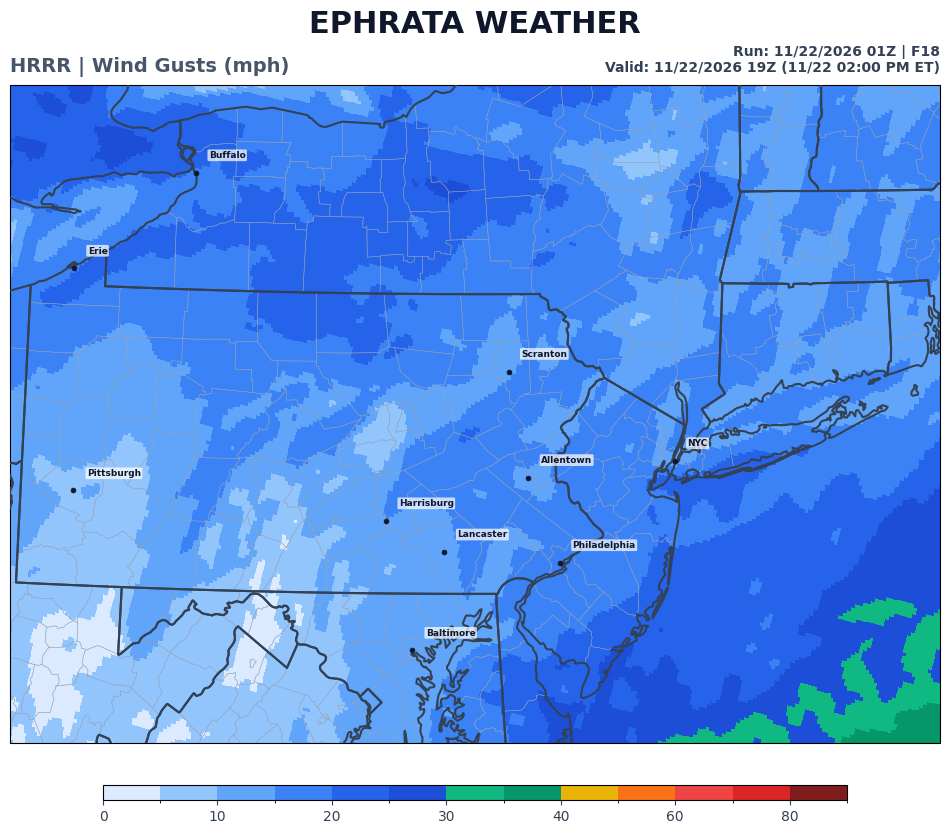 EPHRATA WEATHER
HRRR | Wind Gusts (mph)
Run: 11/22/2026 01Z | F18
Valid: 11/22/2026 19Z (11/22 02:00 PM ET)
Buffalo
Erie
Scranton
NYC
Allentown
Pittsburgh
Harrisburg
Lancaster
Philadelphia
Baltimore
0 10 20 30 40 60 80